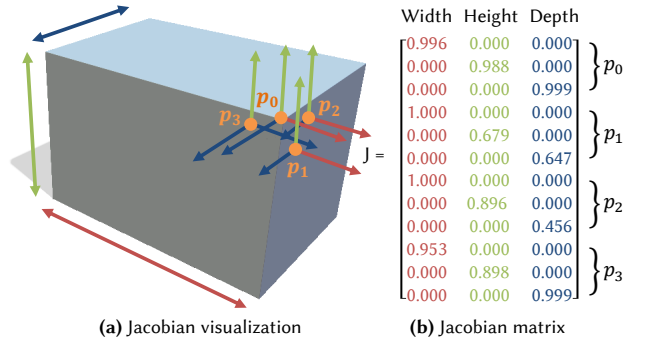 Width Height Depth
0.996 0.000 0.000
0.000 0.988 0.000
0.000 0.000 0.999
p0
1.000 0.000 0.000
0.000 0.679 0.000
0.000 0.000 0.647
p1
1.000 0.000 0.000
0.000 0.896 0.000
0.000 0.000 0.456
p2
0.953 0.000 0.000
0.000 0.898 0.000
0.000 0.000 0.999
p3
J =
p0
p2
p3
p1
(a) Jacobian visualization
(b) Jacobian matrix